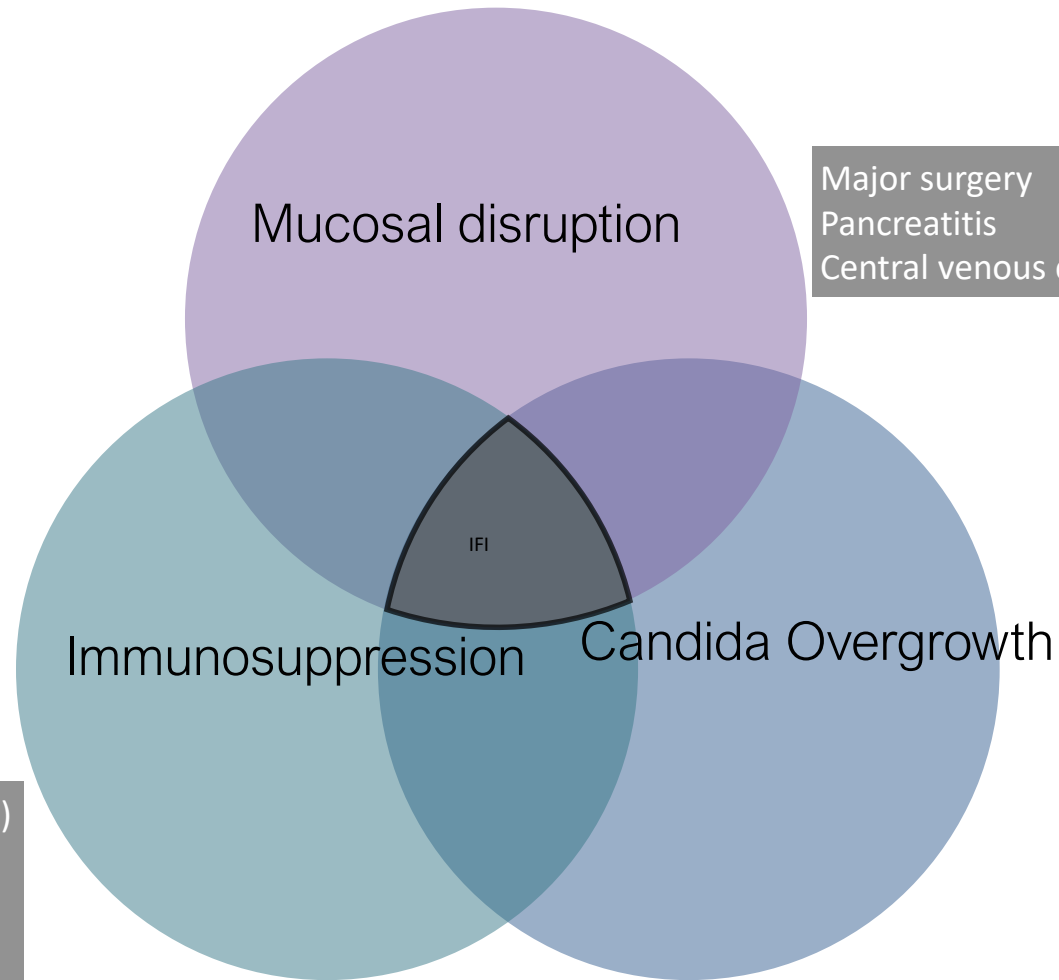 Mucosal disruption
Major surgery
Pancreatitis
Central venous
IFI
Immunosuppression
Candida Overgrowth
)